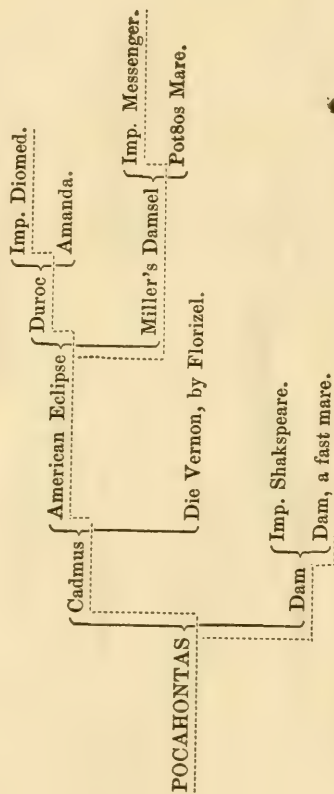 Imp. Diomed.
Duroc
American Eclipse
Amanda.
Cadmus
Imp. Messenger.
Miller's Damsel
Pot8os Mare.
POCAHONTAS
Die Vernon, by Florizel.
Imp. Shakspeare.
Dam
Dam, a fast mare.